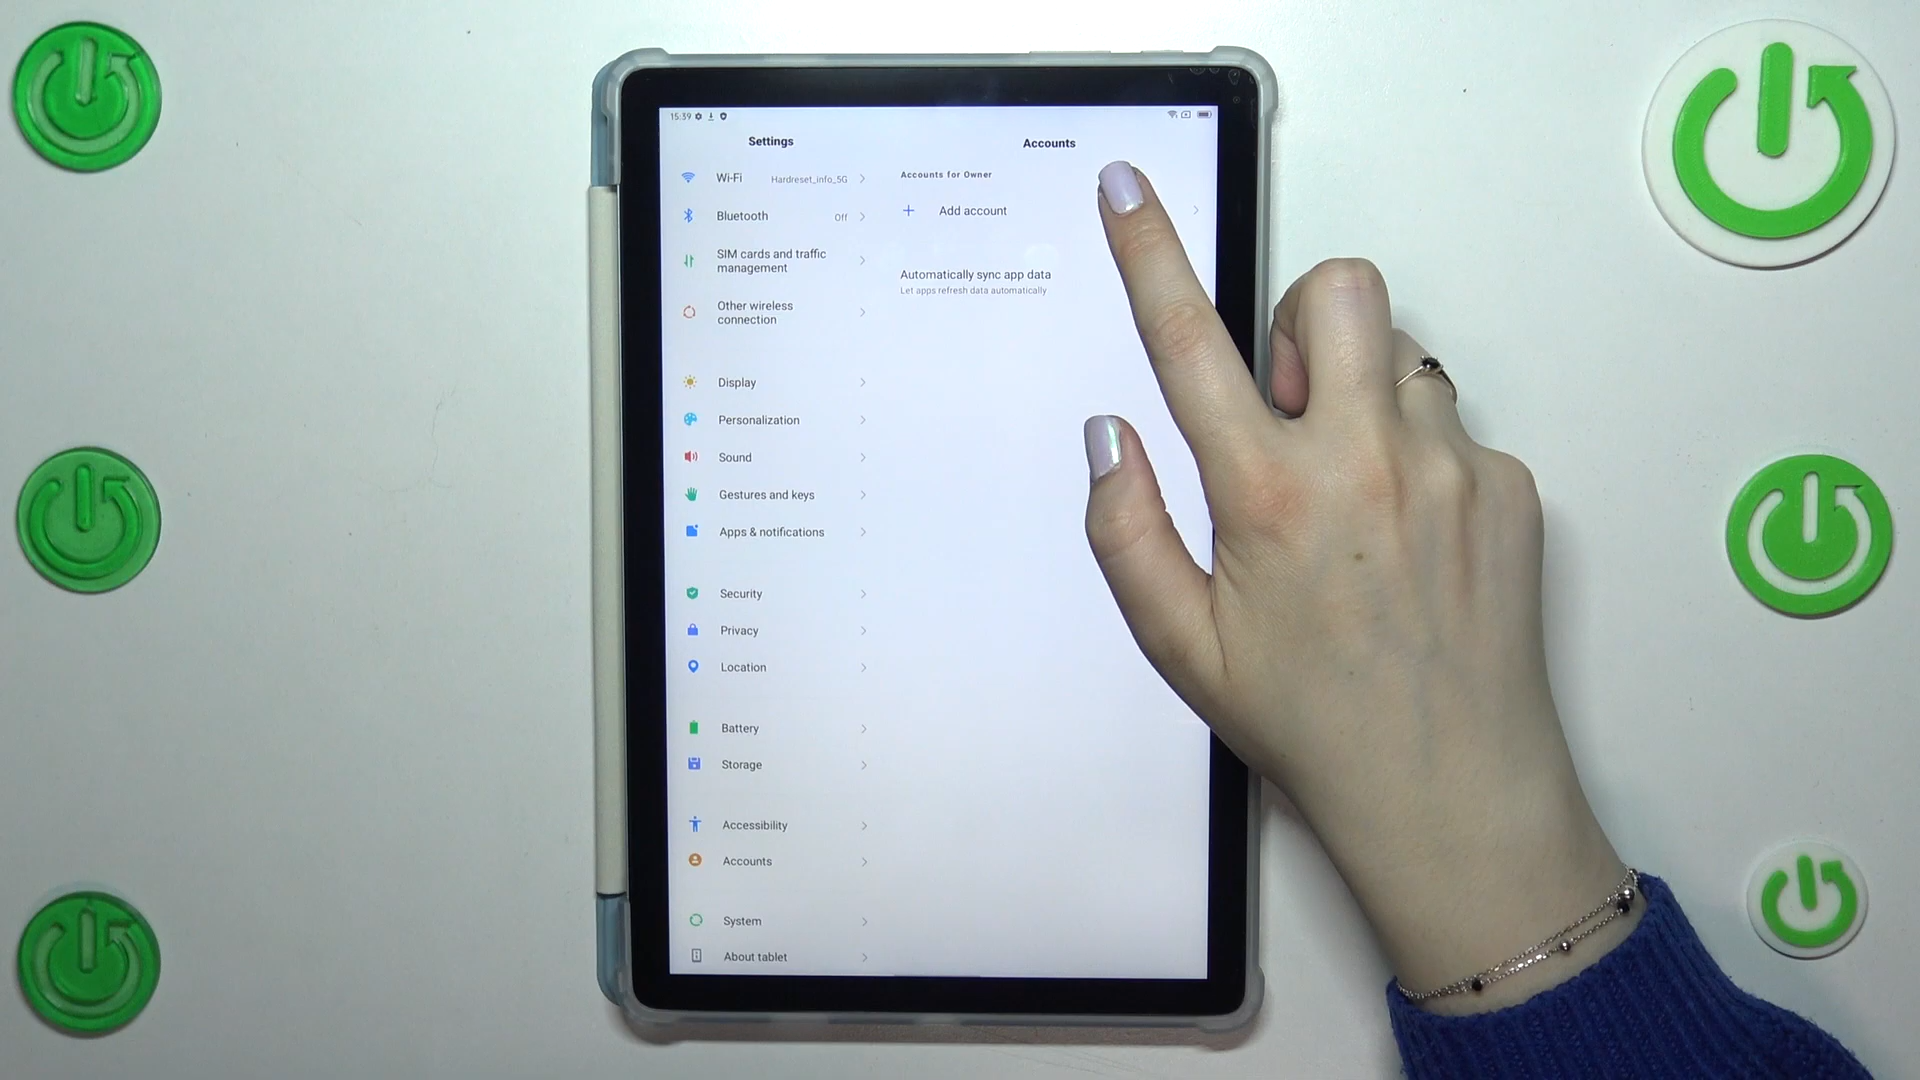 15:39
Settings
Wi-Fi Hardreset_info_5G
Bluetooth Off
SIM cards and traffic
management
Other wireless
connection
Display
Personalization
Sound
Gestures and keys
Apps & notifications
Security
Privacy
Location
Battery
Storage
Accessibility
Accounts
System
About tablet
Accounts
Accounts for Owner
Add account
Automatically sync app data
Let apps refresh data automatically